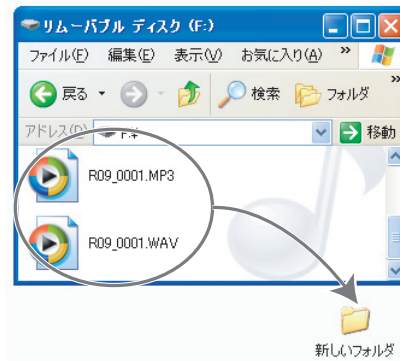 リムーバブル ディスク (F:)
ファイル(F) 編集(E) 表示(V) お気に入り(A) »
戻る 検索 フォルダ »
アドレス(D) F:¥ 移動
R09_0001.MP3
R09_0001.WAV
新しいフォルダ